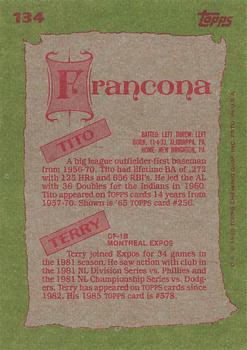 134
Topps
Francona
TITO
BATTED: LEFT THREW: LEFT
BORN: 11-4-33, ALIQUIPPA, PA.
HOME: NEW BRIGHTON, PA.
A big league outfielder-first baseman
from 1956-70. Tito had lifetime BA of .272
with 125 HRs and 656 RBI's. He led the AL
with 36 Doubles for the Indians in 1960.
Tito appeared on TOPPS cards 14 years from
1957-70. Shown is '65 TOPPS card #256.
TERRY
OF-1B
MONTREAL EXPOS
Terry joined Expos for 34 games in the
1981 season. He saw action with club in the
1981 NL Division Series vs. Phillies and the
1981 NL Championship Series vs. Dodg-
ers. Terry has appeared on TOPPS cards since
1982. His 1985 TOPPS card is #578.